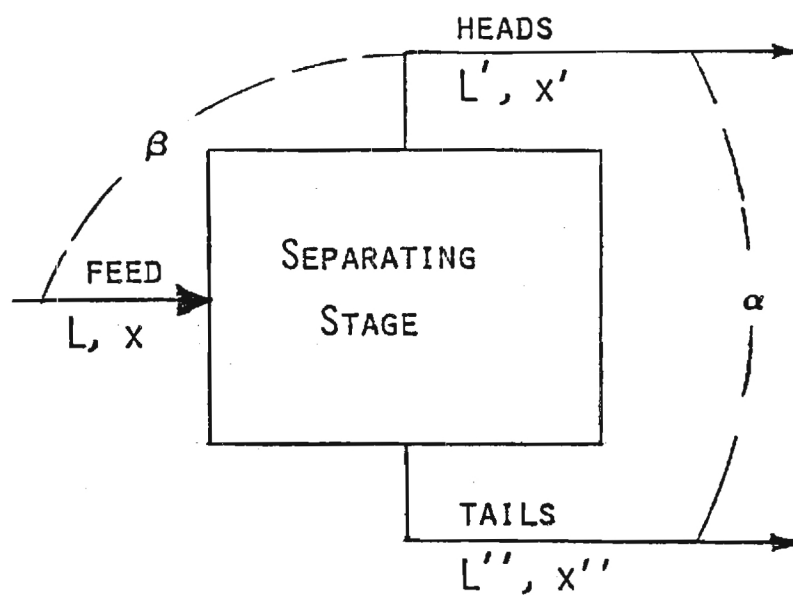 HEADS
L', x'
β
SEPARATING
STAGE
FEED
L, x
α
TAILS
L'', x''